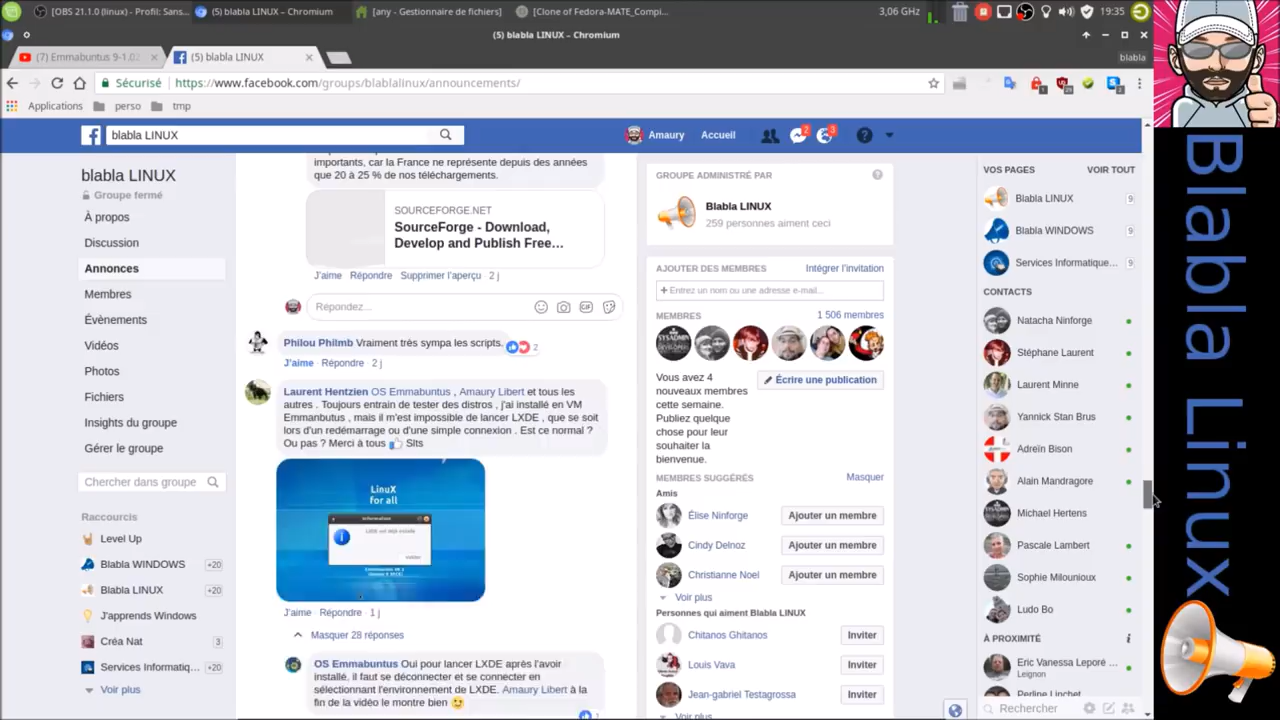 [OBS 21.1.0 (linux) - Profil: Sans...
(5) blabla LINUX – Chromium
[any - Gestionnaire de fichiers]
[Clone of Fedora-MATE_Compi...
3,06 GHz
19:35
(5) blabla LINUX – Chromium
(7) Emmabuntus 9-1.02
(5) blabla LINUX
blabla
Sécurisé
https://www.facebook.com/groups/blablalinux/announcements/
Applications
perso
tmp
blabla LINUX
Amaury
Accueil
2
3
blabla LINUX
Groupe fermé
À propos
Discussion
Annonces
Membres
Évènements
Vidéos
Photos
Fichiers
Insights du groupe
Gérer le groupe
Chercher dans groupe
Raccourcis
Level Up
Blabla WINDOWS +20
Blabla LINUX +20
J'apprends Windows
Créa Nat 3
Services Informatiq... +20
Voir plus
importants, car la France ne représente depuis des années
que 20 à 25 % de nos téléchargements.
SOURCEFORGE.NET
SourceForge - Download,
Develop and Publish Free…
J'aime Répondre Supprimer l'aperçu 2 j
Répondez...
Philou Philmb Vraiment très sympa les scripts.
2
J'aime · Répondre · 2 j
Laurent Hentzien OS Emmabuntus , Amaury Libert et tous les
autres . Toujours entrain de tester des distros , j'ai installé en VM
Emmanbutus , mais il m'est impossible de lancer LXDE , que se soit
lors d'un redémarrage ou d'une simple connexion . Est ce normal ?
Ou pas ? Merci à tous Slts
LinuX
for all
Information
J'aime · Répondre · 1 j
Masquer 28 réponses
OS Emmabuntus Oui pour lancer LXDE après l'avoir
installé, il faut se déconnecter et se connecter en
sélectionnant l'environnement de LXDE. Amaury Libert à la
fin de la vidéo le montre bien
1
GROUPE ADMINISTRÉ PAR
Blabla LINUX
259 personnes aiment ceci
AJOUTER DES MEMBRES
Intégrer l'invitation
+ Entrez un nom ou une adresse e-mail...
MEMBRES
1 506 membres
Vous avez 4
nouveaux membres
cette semaine.
Publiez quelque
chose pour leur
souhaiter la
bienvenue.
Écrire une publication
MEMBRES SUGGÉRÉS
Masquer
Amis
Élise Ninforge
Ajouter un membre
Cindy Delnoz
Ajouter un membre
Christianne Noel
Ajouter un membre
Voir plus
Personnes qui aiment Blabla LINUX
Chitanos Ghitanos
Inviter
Louis Vava
Inviter
Jean-gabriel Testagrossa
Inviter
Voir plus
VOS PAGES
VOIR TOUT
Blabla LINUX 9
Blabla WINDOWS 9
Services Informatique... 9
CONTACTS
Natacha Ninforge
Stéphane Laurent
Laurent Minne
Yannick Stan Brus
Adreïn Bison
Alain Mandragore
Michael Hertens
Pascale Lambert
Sophie Milounioux
Ludo Bo
À PROXIMITÉ
Eric Vanessa Leporé ...
Leignon
Perline Linchet
Rechercher
Blabla Linux